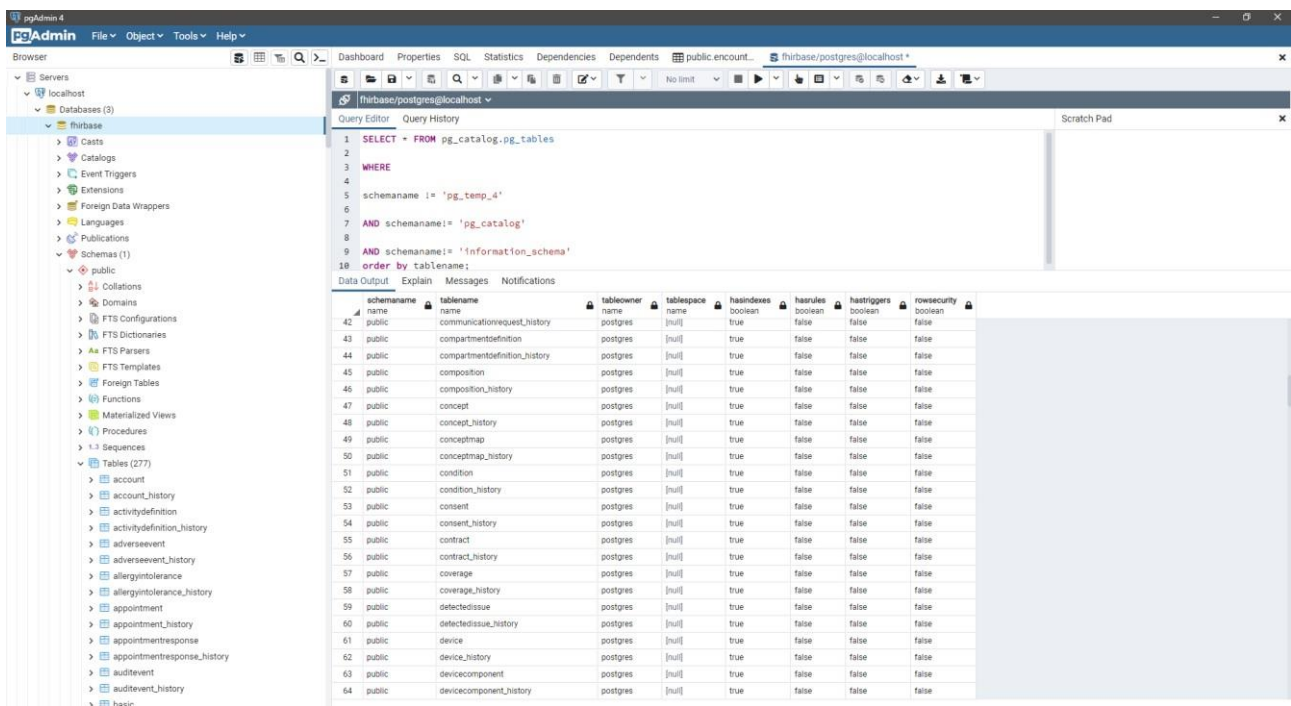 pgAdmin 4
pgAdmin File Object Tools Help
Browser
Dashboard Properties SQL Statistics Dependencies Dependents public.encount... fhirbase/postgres@localhost *
Servers
localhost
Databases (3)
fhirbase
Casts
Catalogs
Event Triggers
Extensions
Foreign Data Wrappers
Languages
Publications
Schemas (1)
public
Collations
Domains
FTS Configurations
FTS Dictionaries
FTS Parsers
FTS Templates
Foreign Tables
Functions
Materialized Views
Procedures
1..3 Sequences
Tables (277)
account
account_history
activitydefinition
activitydefinition_history
adverseevent
adverseevent_history
allergyintolerance
allergyintolerance_history
appointment
appointment_history
appointmentresponse
appointmentresponse_history
auditevent
auditevent_history
basic
No limit
fhirbase/postgres@localhost
Query Editor Query History
Scratch Pad
1 SELECT * FROM pg_catalog.pg_tables
2
3 WHERE
4
5 schemaname != 'pg_temp_4'
6
7 AND schemaname!= 'pg_catalog'
8
9 AND schemaname!= 'information_schema'
10 order by tablename;
Data Output Explain Messages Notifications
schemaname tablename tableowner tablespace hasindexes hasrules hastriggers rowsecurity
name name name name boolean boolean boolean boolean
42 public communicationrequest_history postgres [null] true false false false
43 public compartmentdefinition postgres [null] true false false false
44 public compartmentdefinition_history postgres [null] true false false false
45 public composition postgres [null] true false false false
46 public composition_history postgres [null] true false false false
47 public concept postgres [null] true false false false
48 public concept_history postgres [null] true false false false
49 public conceptmap postgres [null] true false false false
50 public conceptmap_history postgres [null] true false false false
51 public condition postgres [null] true false false false
52 public condition_history postgres [null] true false false false
53 public consent postgres [null] true false false false
54 public consent_history postgres [null] true false false false
55 public contract postgres [null] true false false false
56 public contract_history postgres [null] true false false false
57 public coverage postgres [null] true false false false
58 public coverage_history postgres [null] true false false false
59 public detectedissue postgres [null] true false false false
60 public detectedissue_history postgres [null] true false false false
61 public device postgres [null] true false false false
62 public device_history postgres [null] true false false false
63 public devicecomponent postgres [null] true false false false
64 public devicecomponent_history postgres [null] true false false false